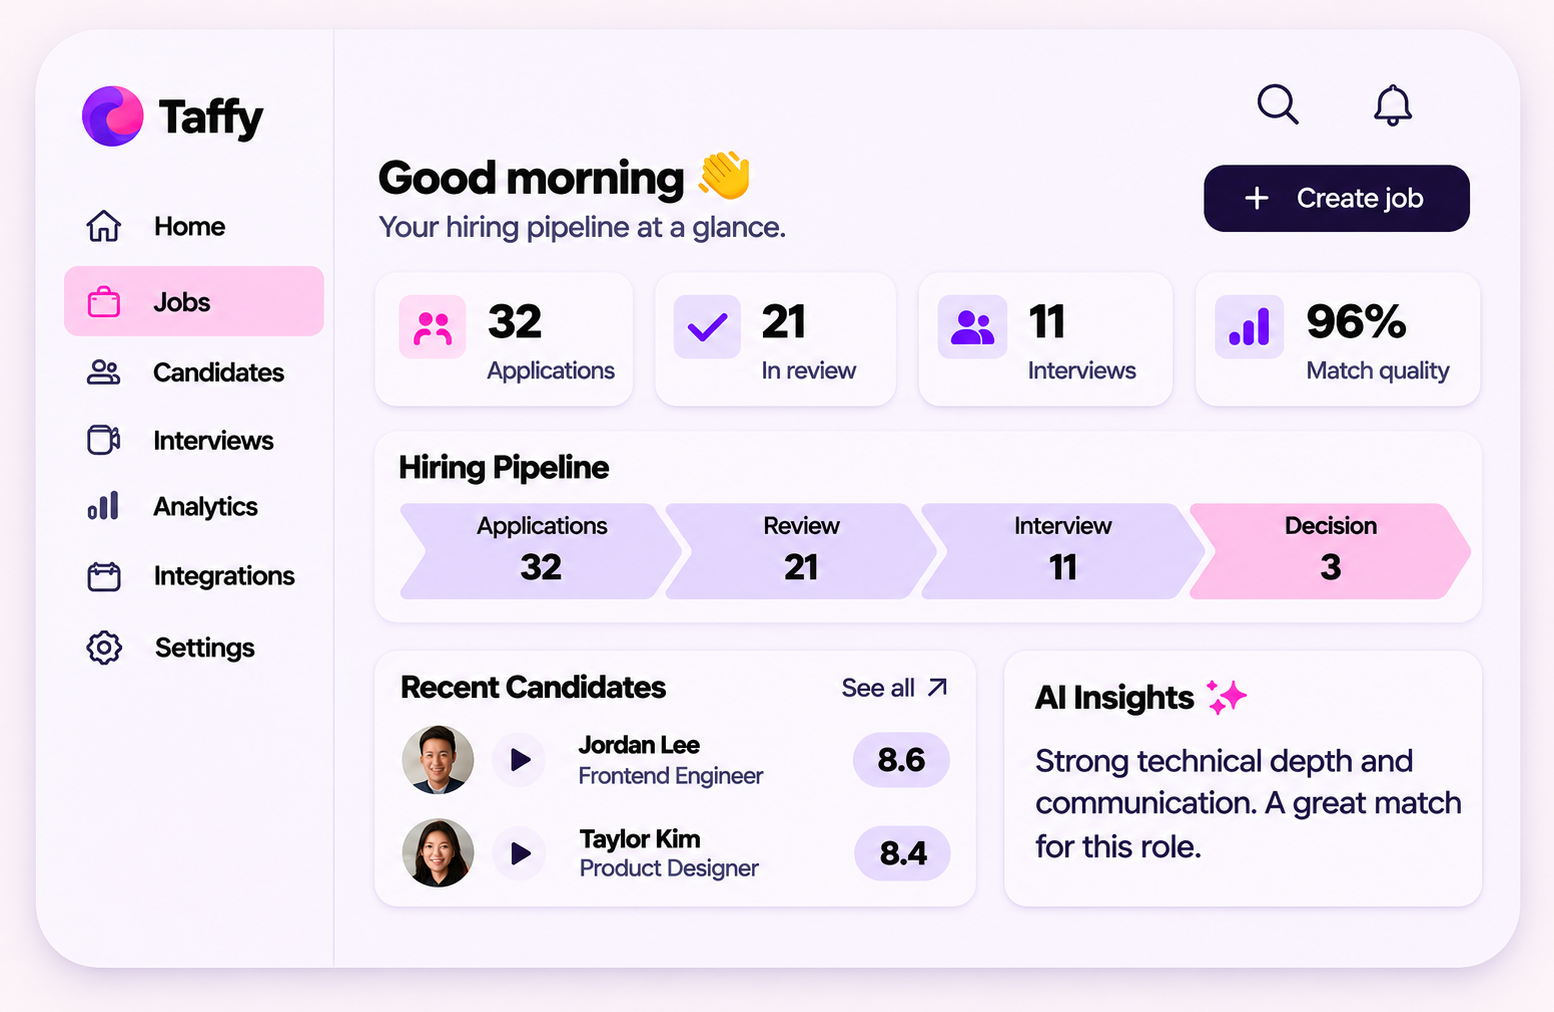 Taffy
Home
Jobs
Candidates
Interviews
Analytics
Integrations
Settings
Good morning 👋
Your hiring pipeline at a glance.
+ Create job
32
Applications
21
In review
11
Interviews
96%
Match quality
Hiring Pipeline
Applications
32
Review
21
Interview
11
Decision
3
Recent Candidates
See all
Jordan Lee
Frontend Engineer
8.6
Taylor Kim
Product Designer
8.4
AI Insights
Strong technical depth and
communication. A great match
for this role.